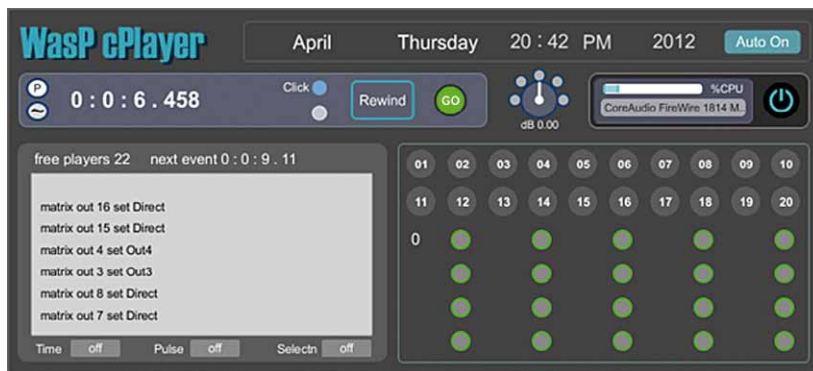 WasP cPlayer
April Thursday 20 : 42 PM 2012 Auto On
P 0 : 0 : 6 . 458 Click Rewind GO dB 0.00 %CPU
CoreAudio FireWire 1814 M..
free players 22 next event 0 : 0 : 9 . 11
01 02 03 04 05 06 07 08 09 10
11 12 13 14 15 16 17 18 19 20
0
matrix out 16 set Direct
matrix out 15 set Direct
matrix out 4 set Out4
matrix out 3 set Out3
matrix out 8 set Direct
matrix out 7 set Direct
Time off Pulse off Selectn off